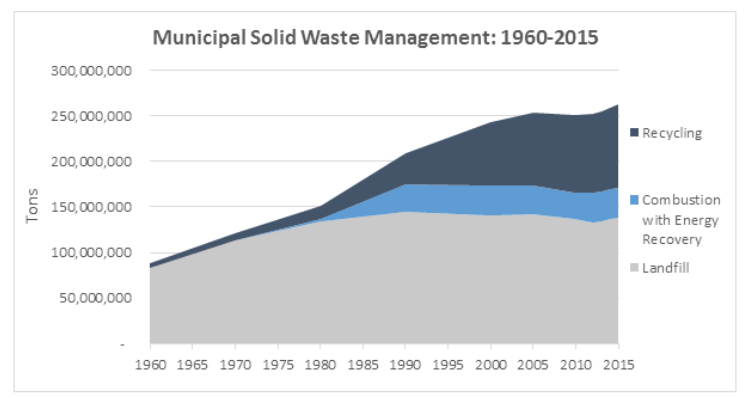 Municipal Solid Waste Management: 1960-2015
300,000,000
250,000,000
200,000,000
150,000,000
100,000,000
50,000,000
-
Tons
1960 1965 1970 1975 1980 1985 1990 1995 2000 2005 2010 2015
Recycling
Combustion
with Energy
Recovery
Landfill